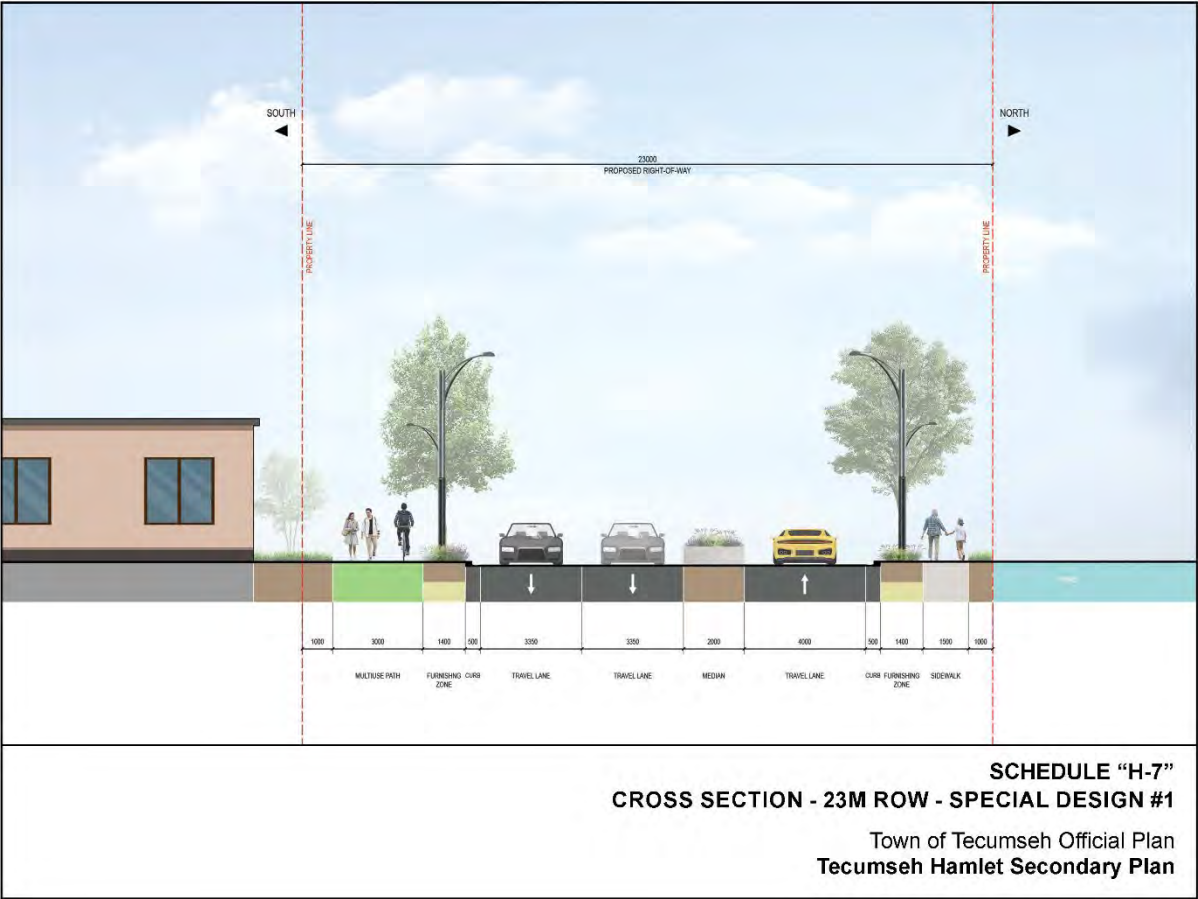 SOUTH
NORTH
23000
PROPOSED RIGHT-OF-WAY
PROPERTY LINE
PROPERTY LINE
1000 3000 1400 500 3350 3350 2000 4000 500 1400 1500 1000
MULTIUSE PATH FURNISHNG CURB TRAVEL LANE TRAVEL LANE MEDIAN TRAVEL LANE CURB FURNISHING SIDEWALK
ZONE ZONE
SCHEDULE “H-7”
CROSS SECTION - 23M ROW - SPECIAL DESIGN #1
Town of Tecumseh Official Plan
Tecumseh Hamlet Secondary Plan